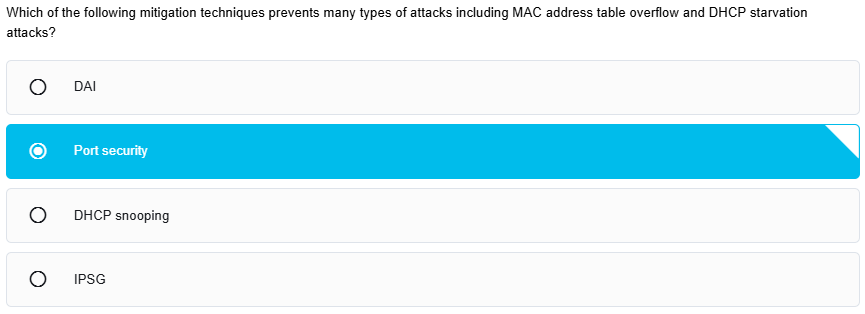 Which of the following mitigation techniques prevents many types of attacks including MAC address table overflow and DHCP starvation
attacks?
DAI
Port security
DHCP snooping
IPSG